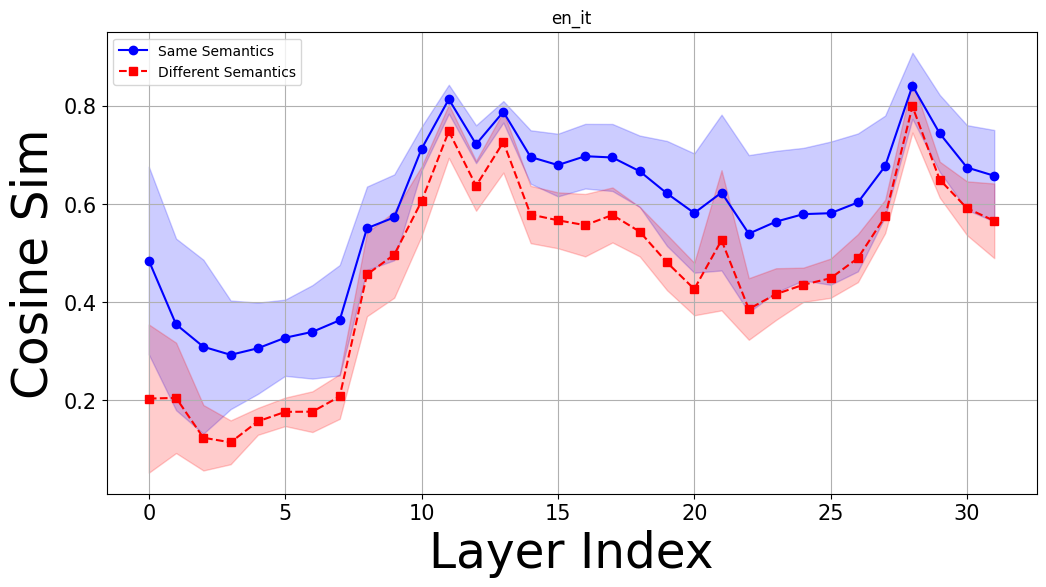 en_it
Same Semantics
Different Semantics
Cosine Sim
0.8
0.6
0.4
0.2
0 5 10 15 20 25 30
Layer Index